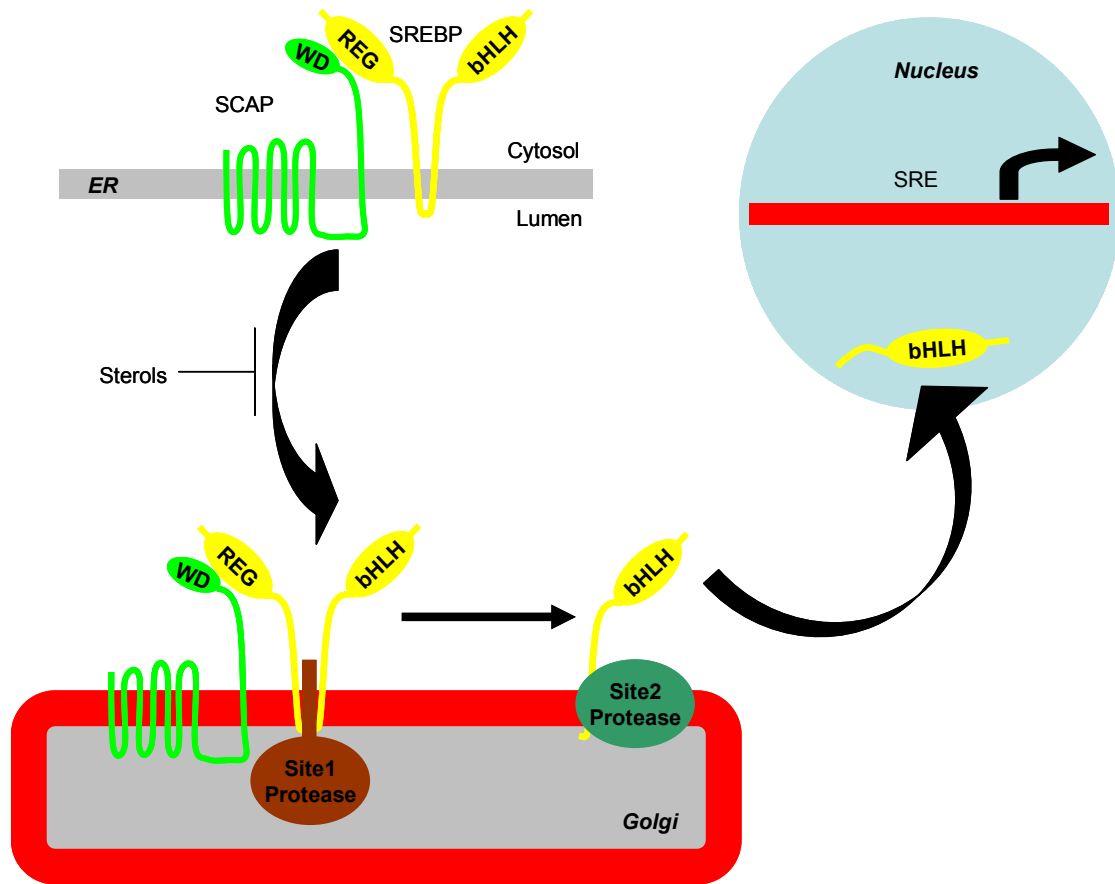 SREBP
REG
bHLH
WD
SCAP
Nucleus
Cytosol
ER
SRE
Lumen
bHLH
Sterols
WD
REG
bHLH
bHLH
Site2
Protease
Site1
Protease
Golgi